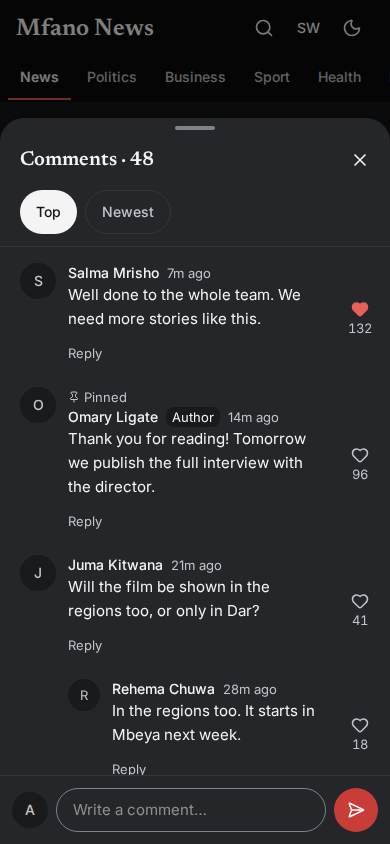 Mfano News
SW
News Politics Business Sport Health
Comments · 48
Top Newest
S
Salma Mrisho 7m ago
Well done to the whole team. We
need more stories like this.
132
Reply
Pinned
O
Omary Ligate Author 14m ago
Thank you for reading! Tomorrow
we publish the full interview with
the director.
96
Reply
J
Juma Kitwana 21m ago
Will the film be shown in the
regions too, or only in Dar?
41
Reply
R
Rehema Chuwa 28m ago
In the regions too. It starts in
Mbeya next week.
18
Reply
A
Write a comment...